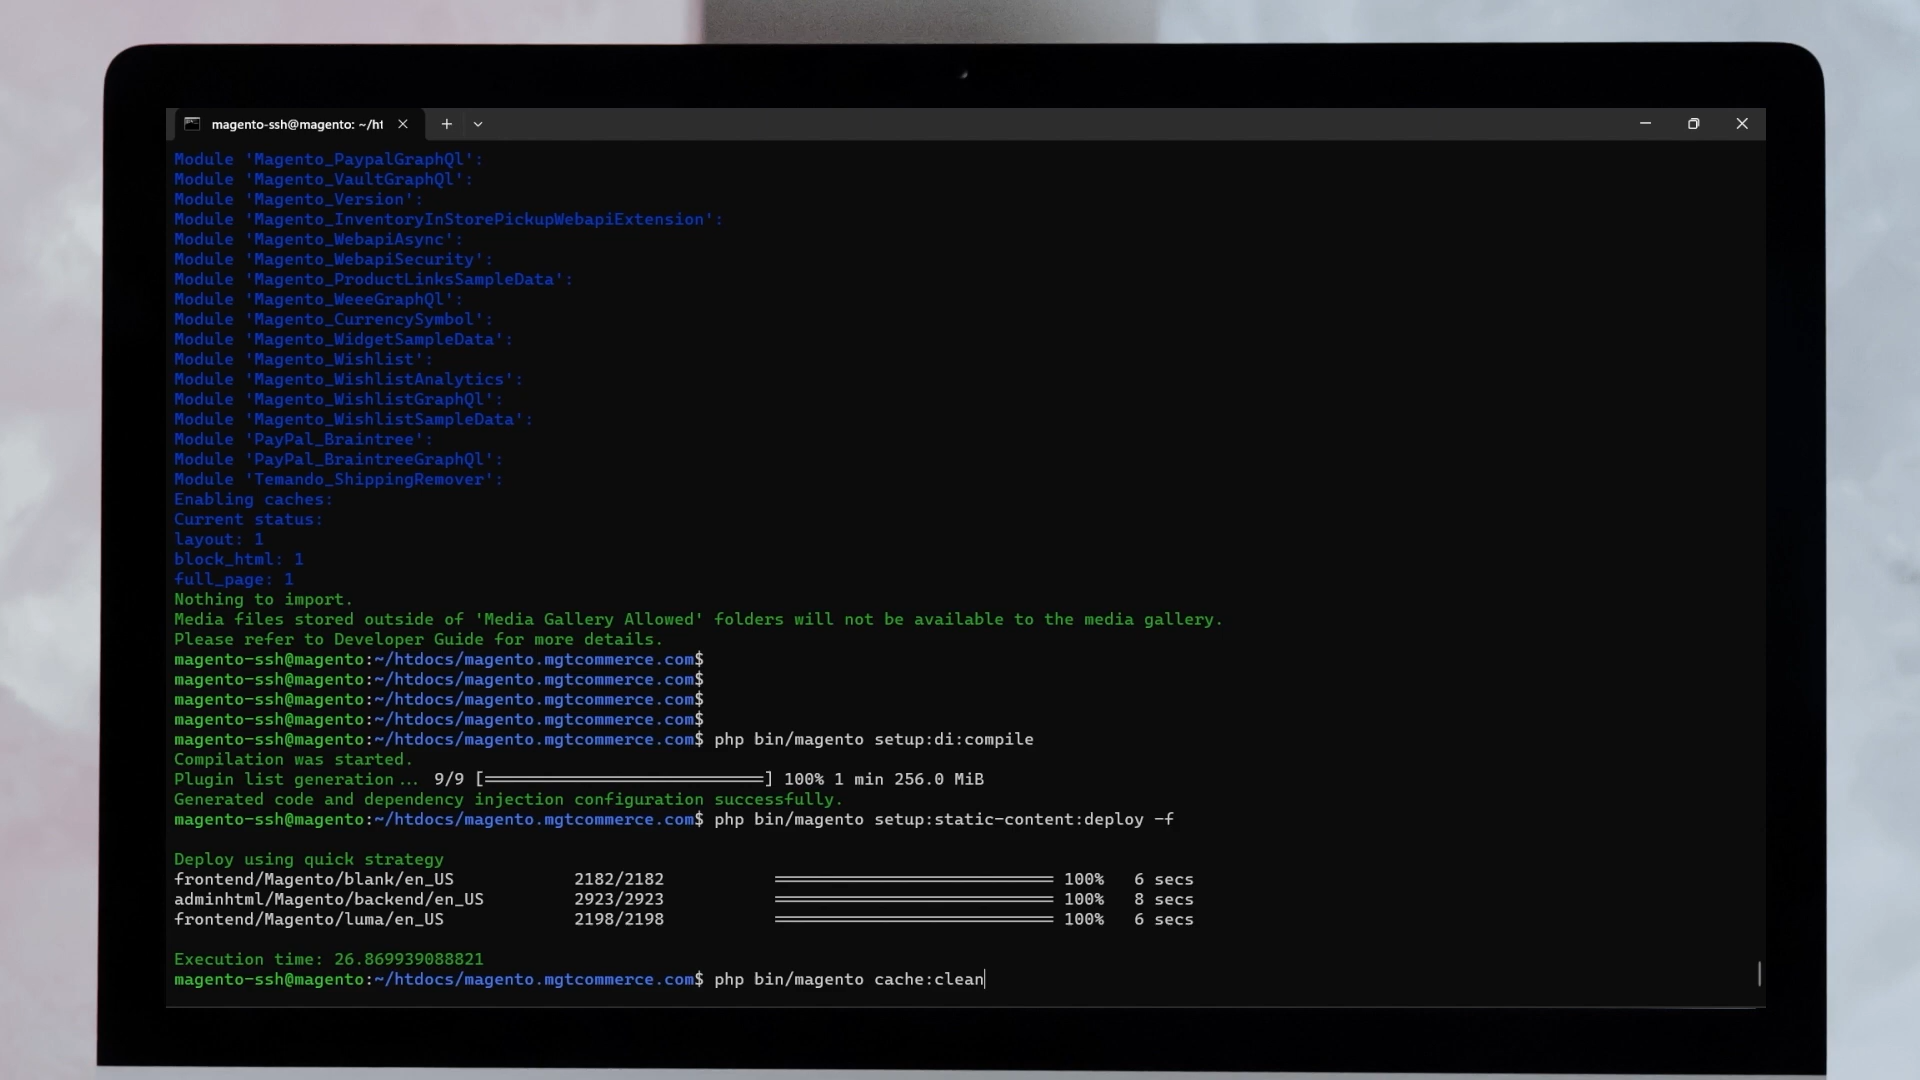 magento-ssh@magento: ~/ht
Module 'Magento_PaypalGraphQl':
Module 'Magento_VaultGraphQl':
Module 'Magento_Version':
Module 'Magento_InventoryInStorePickupWebapiExtension':
Module 'Magento_WebapiAsync':
Module 'Magento_WebapiSecurity':
Module 'Magento_ProductLinksSampleData':
Module 'Magento_WeeeGraphQl':
Module 'Magento_CurrencySymbol':
Module 'Magento_WidgetSampleData':
Module 'Magento_Wishlist':
Module 'Magento_WishlistAnalytics':
Module 'Magento_WishlistGraphQl':
Module 'Magento_WishlistSampleData':
Module 'PayPal_Braintree':
Module 'PayPal_BraintreeGraphQl':
Module 'Temando_ShippingRemover':
Enabling caches:
Current status:
layout: 1
block_html: 1
full_page: 1
Nothing to import.
Media files stored outside of 'Media Gallery Allowed' folders will not be available to the media gallery.
Please refer to Developer Guide for more details.
magento-ssh@magento:~/htdocs/magento.mgtcommerce.com$
magento-ssh@magento:~/htdocs/magento.mgtcommerce.com$
magento-ssh@magento:~/htdocs/magento.mgtcommerce.com$
magento-ssh@magento:~/htdocs/magento.mgtcommerce.com$
magento-ssh@magento:~/htdocs/magento.mgtcommerce.com$ php bin/magento setup:di:compile
Compilation was started.
Plugin list generation... 9/9 [============================] 100% 1 min 256.0 MiB
Generated code and dependency injection configuration successfully.
magento-ssh@magento:~/htdocs/magento.mgtcommerce.com$ php bin/magento setup:static-content:deploy -f
Deploy using quick strategy
frontend/Magento/blank/en_US 2182/2182 ============================ 100% 6 secs
adminhtml/Magento/backend/en_US 2923/2923 ============================ 100% 8 secs
frontend/Magento/luma/en_US 2198/2198 ============================ 100% 6 secs
Execution time: 26.869939088821
magento-ssh@magento:~/htdocs/magento.mgtcommerce.com$ php bin/magento cache:clean